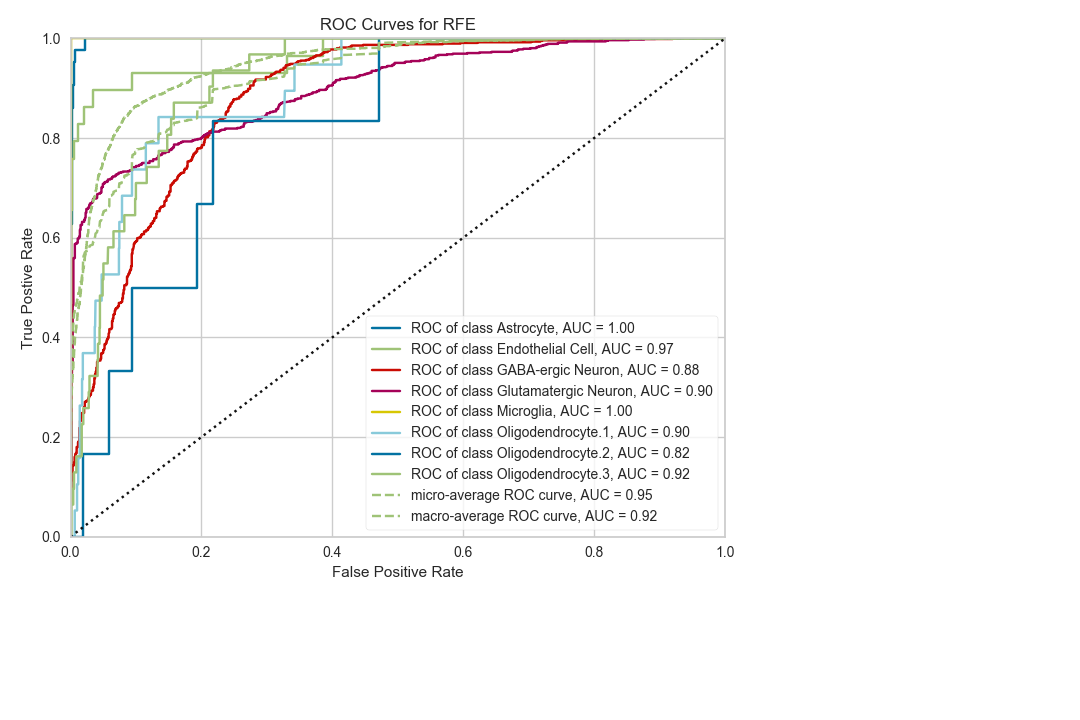 ROC Curves for RFE
True Postive Rate
1.0
0.8
0.6
0.4
0.2
0.0
ROC of class Astrocyte, AUC = 1.00
ROC of class Endothelial Cell, AUC = 0.97
ROC of class GABA-ergic Neuron, AUC = 0.88
ROC of class Glutamatergic Neuron, AUC = 0.90
ROC of class Microglia, AUC = 1.00
ROC of class Oligodendrocyte.1, AUC = 0.90
ROC of class Oligodendrocyte.2, AUC = 0.82
ROC of class Oligodendrocyte.3, AUC = 0.92
micro-average ROC curve, AUC = 0.95
macro-average ROC curve, AUC = 0.92
0.0 0.2 0.4 0.6 0.8 1.0
False Positive Rate